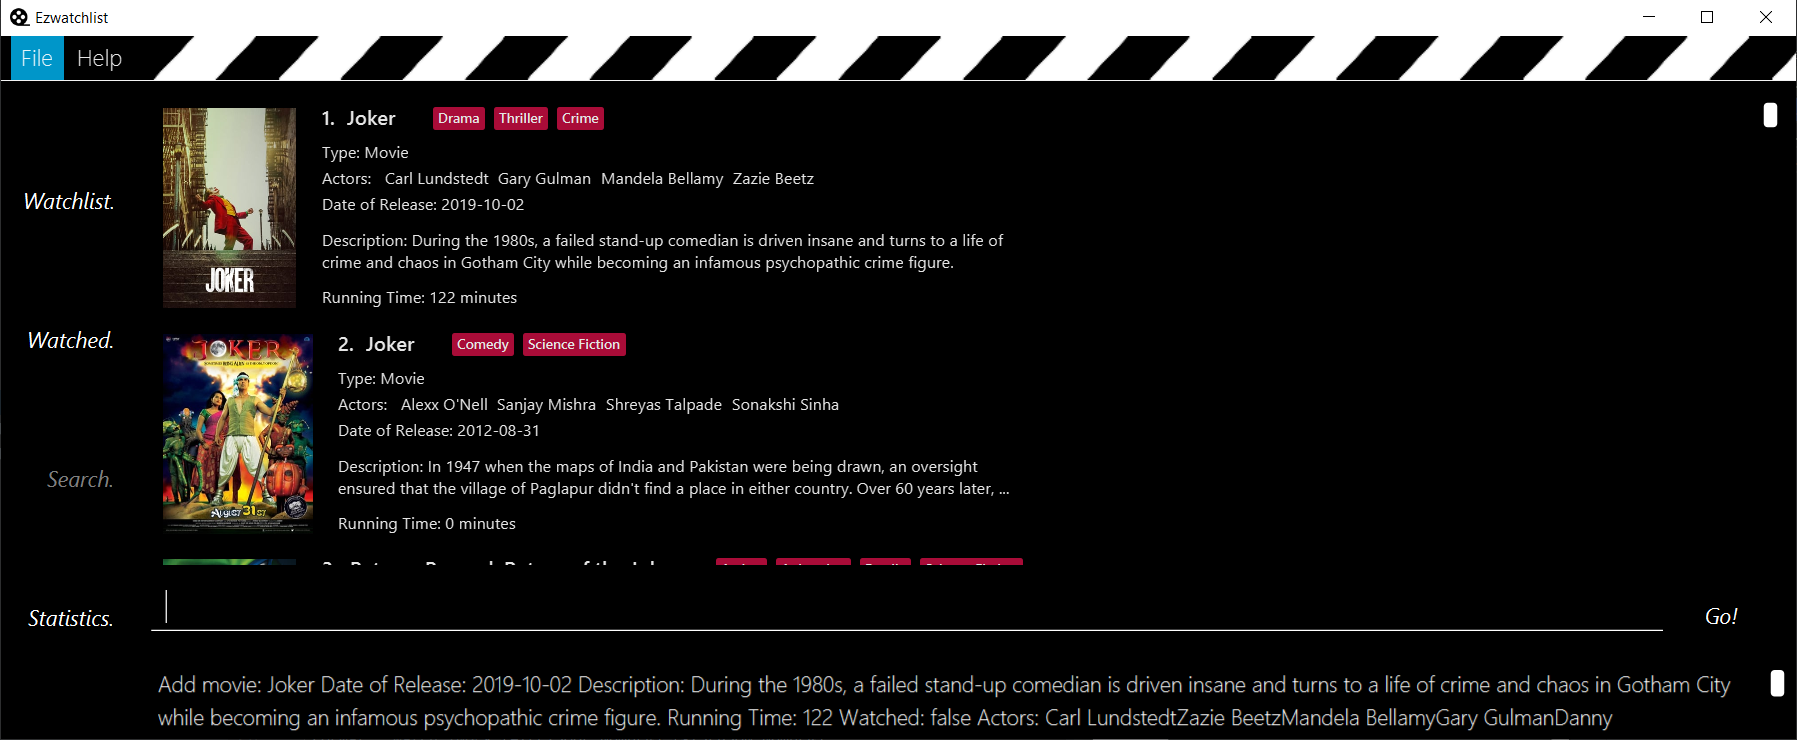 Ezwatchlist
File Help
Watchlist.
Watched.
Search.
Statistics.
JOKER
1. Joker Drama Thriller Crime
Type: Movie
Actors: Carl Lundstedt Gary Gulman Mandela Bellamy Zazie Beetz
Date of Release: 2019-10-02
Description: During the 1980s, a failed stand-up comedian is driven insane and turns to a life of
crime and chaos in Gotham City while becoming an infamous psychopathic crime figure.
Running Time: 122 minutes
JOKER
AUGUST 31ST
2. Joker Comedy Science Fiction
Type: Movie
Actors: Alexx O'Nell Sanjay Mishra Shreyas Talpade Sonakshi Sinha
Date of Release: 2012-08-31
Description: In 1947 when the maps of India and Pakistan were being drawn, an oversight
ensured that the village of Paglapur didn't find a place in either country. Over 60 years later, ...
Running Time: 0 minutes
Go!
Add movie: Joker Date of Release: 2019-10-02 Description: During the 1980s, a failed stand-up comedian is driven insane and turns to a life of crime and chaos in Gotham City
while becoming an infamous psychopathic crime figure. Running Time: 122 Watched: false Actors: Carl LundstedtZazie BeetzMandela BellamyGary GulmanDanny